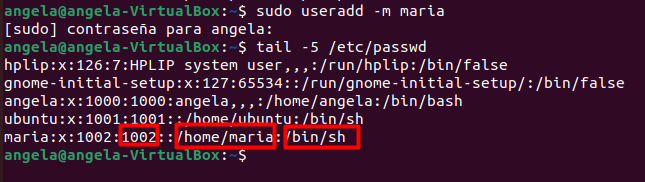 angela@angela-VirtualBox:~$ sudo useradd -m maria
[sudo] contraseña para angela:
angela@angela-VirtualBox:~$ tail -5 /etc/passwd
hplip:x:126:7:HPLIP system user,,,:/run/hplip:/bin/false
gnome-initial-setup:x:127:65534::/run/gnome-initial-setup/:/bin/false
angela:x:1000:1000:angela,,,:/home/angela:/bin/bash
ubuntu:x:1001:1001::/home/ubuntu:/bin/sh
maria:x:1002:1002::/home/maria:/bin/sh
angela@angela-VirtualBox:~$